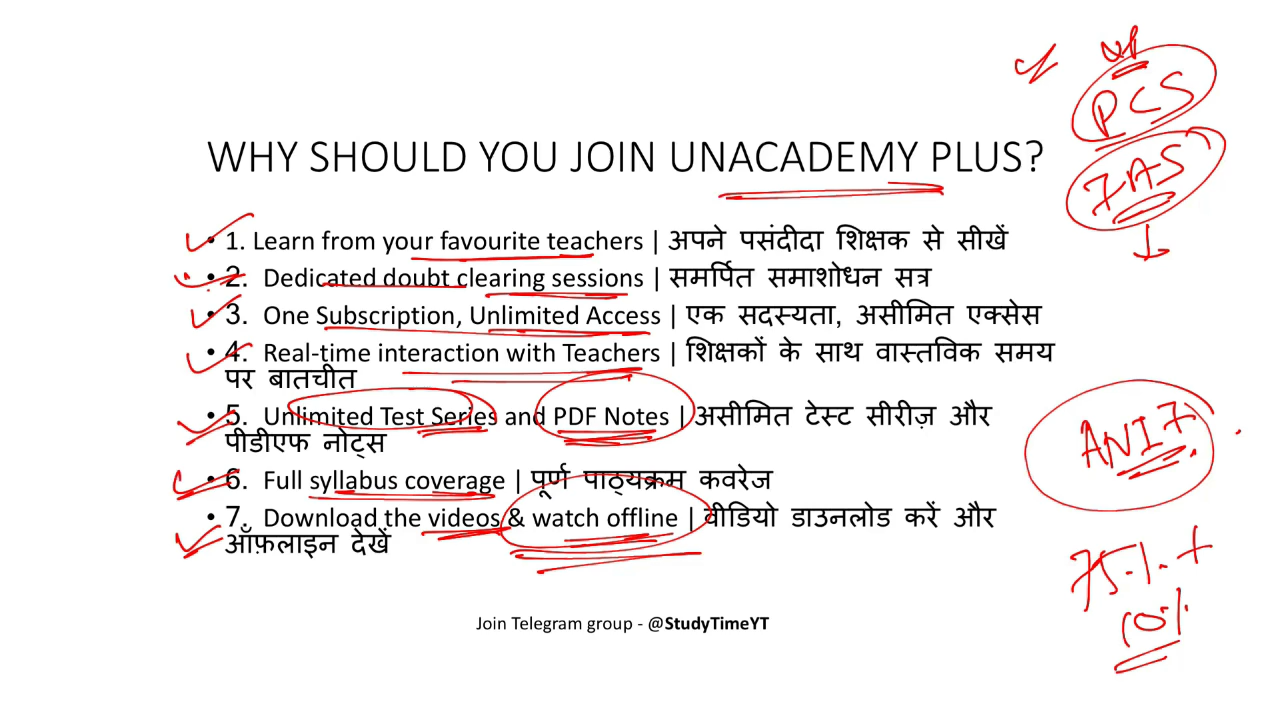 UP
PCS
IAS
WHY SHOULD YOU JOIN UNACADEMY PLUS?
• 1. Learn from your favourite teachers | अपने पसंदीदा शिक्षक से सीखें
• 2. Dedicated doubt clearing sessions | समर्पित समाशोधन सत्र
• 3. One Subscription, Unlimited Access | एक सदस्यता, असीमित एक्सेस
• 4. Real-time interaction with Teachers | शिक्षकों के साथ वास्तविक समय
पर बातचीत
• 5. Unlimited Test Series and PDF Notes | असीमित टेस्ट सीरीज़ और
पीडीएफ नोट्स
• 6. Full syllabus coverage | पूर्ण पाठ्यक्रम कवरेज
• 7. Download the videos & watch offline | वीडियो डाउनलोड करें और
ऑफ़लाइन देखें
75% +
10%
Join Telegram group - @StudyTimeYT